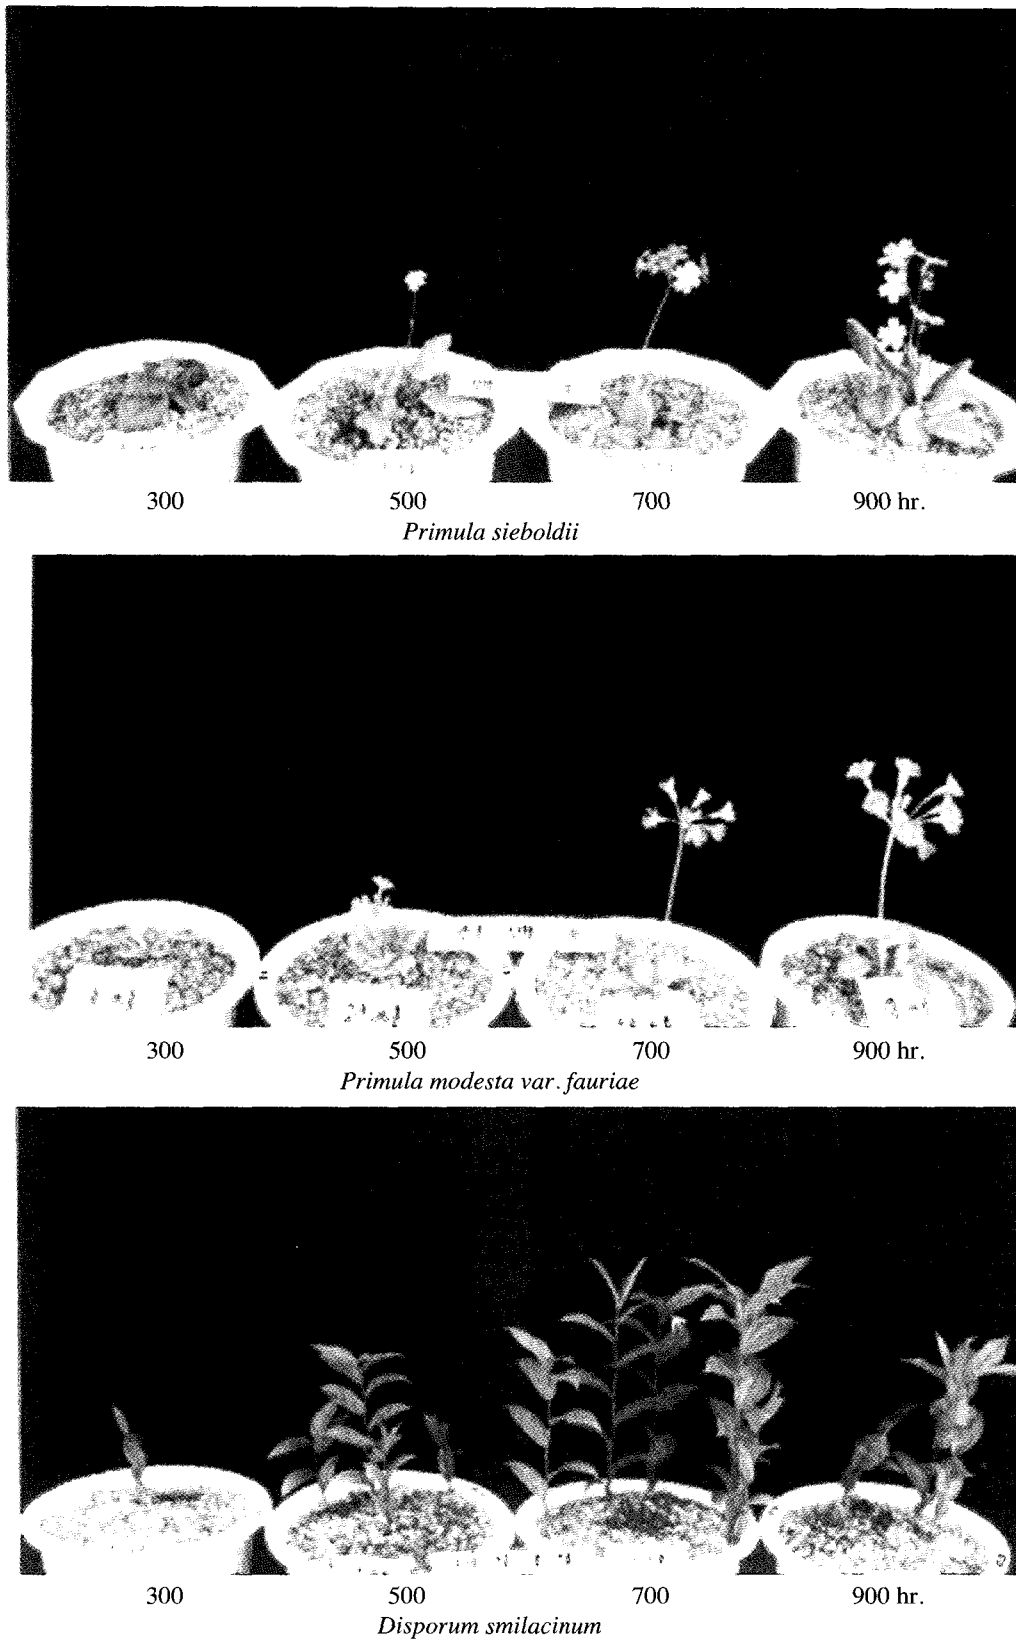 300 500 700 900 hr.
Primula sieboldii
300 500 700 900 hr.
Primula modesta var. fauriae
300 500 700 900 hr.
Disporum smilacinum